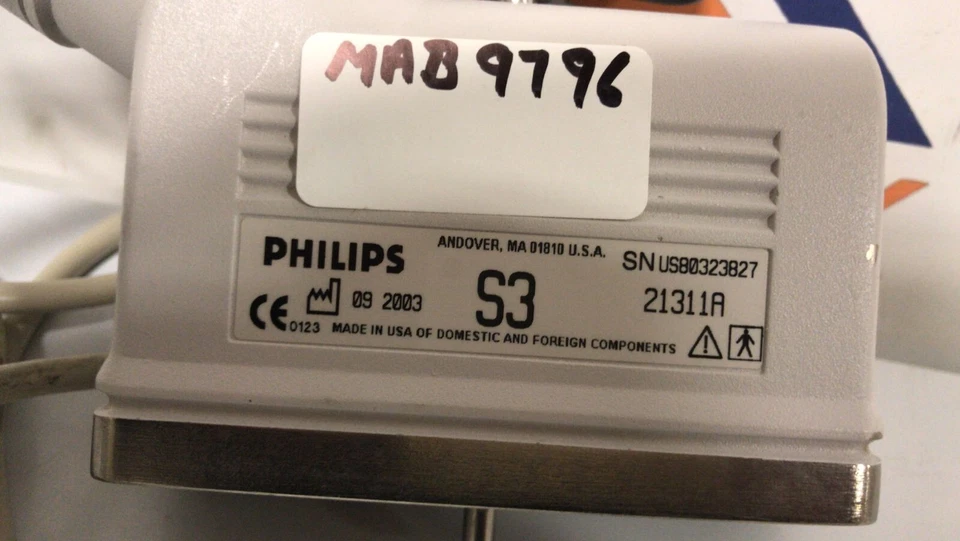 MAB 9796
PHILIPS
ANDOVER, MA 01810 U.S.A.
SN US80323827
09 2003
S3
21311A
CE 0123
MADE IN USA OF DOMESTIC AND FOREIGN COMPONENTS